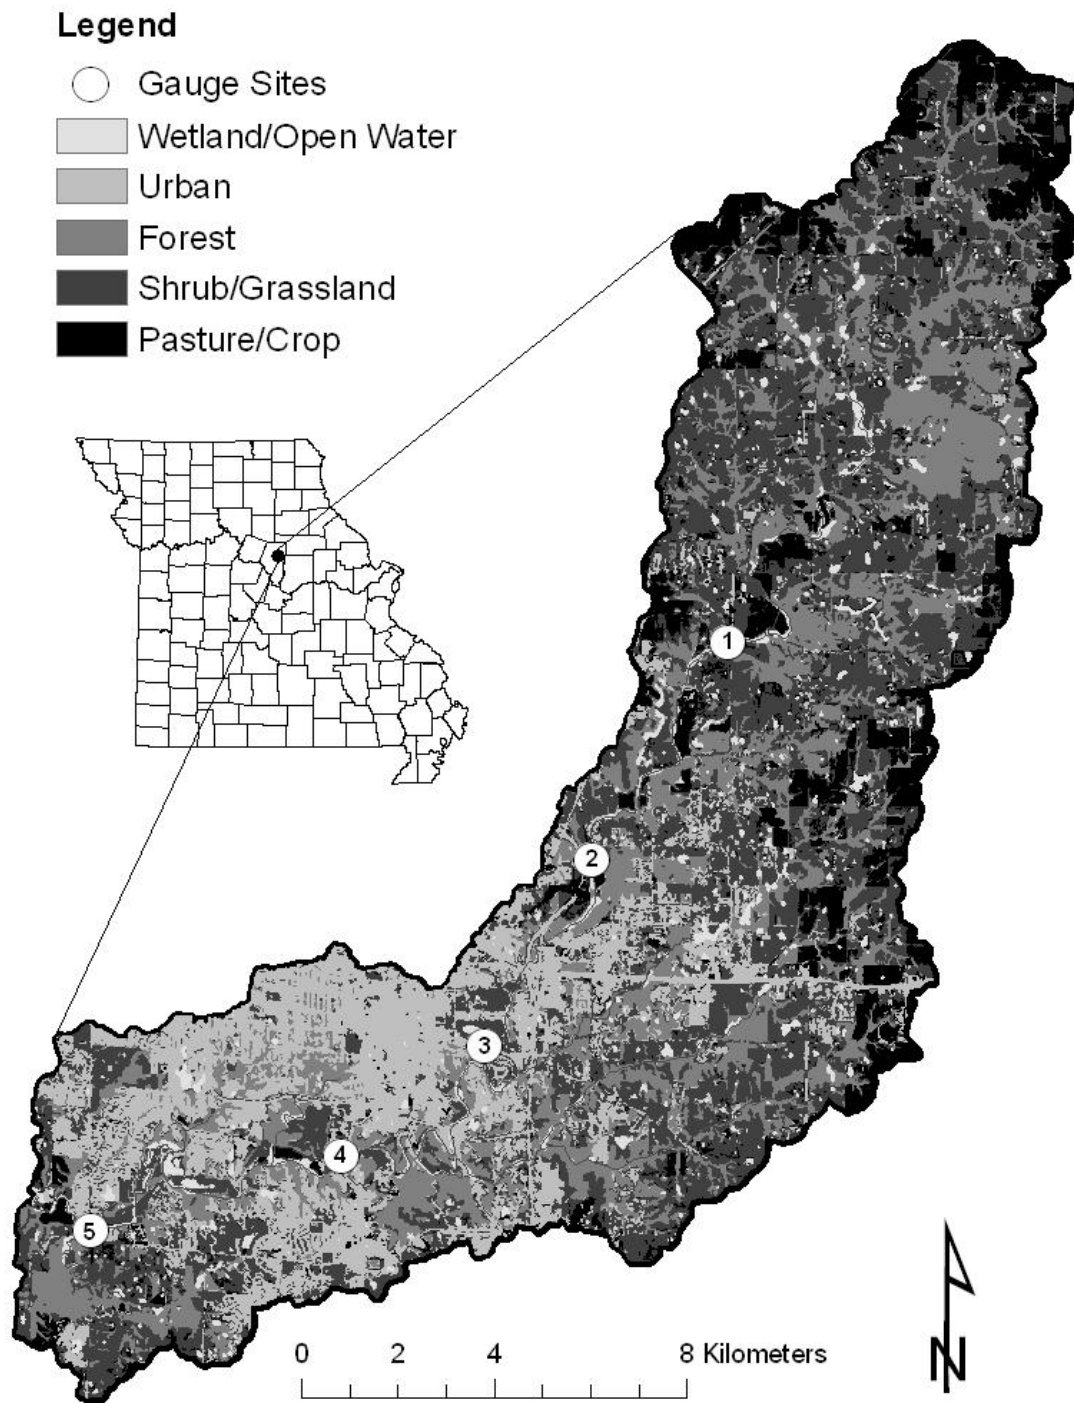 Legend
Gauge Sites
Wetland/Open Water
Urban
Forest
Shrub/Grassland
Pasture/Crop
1
2
3
4
5
0 2 4 8 Kilometers
N